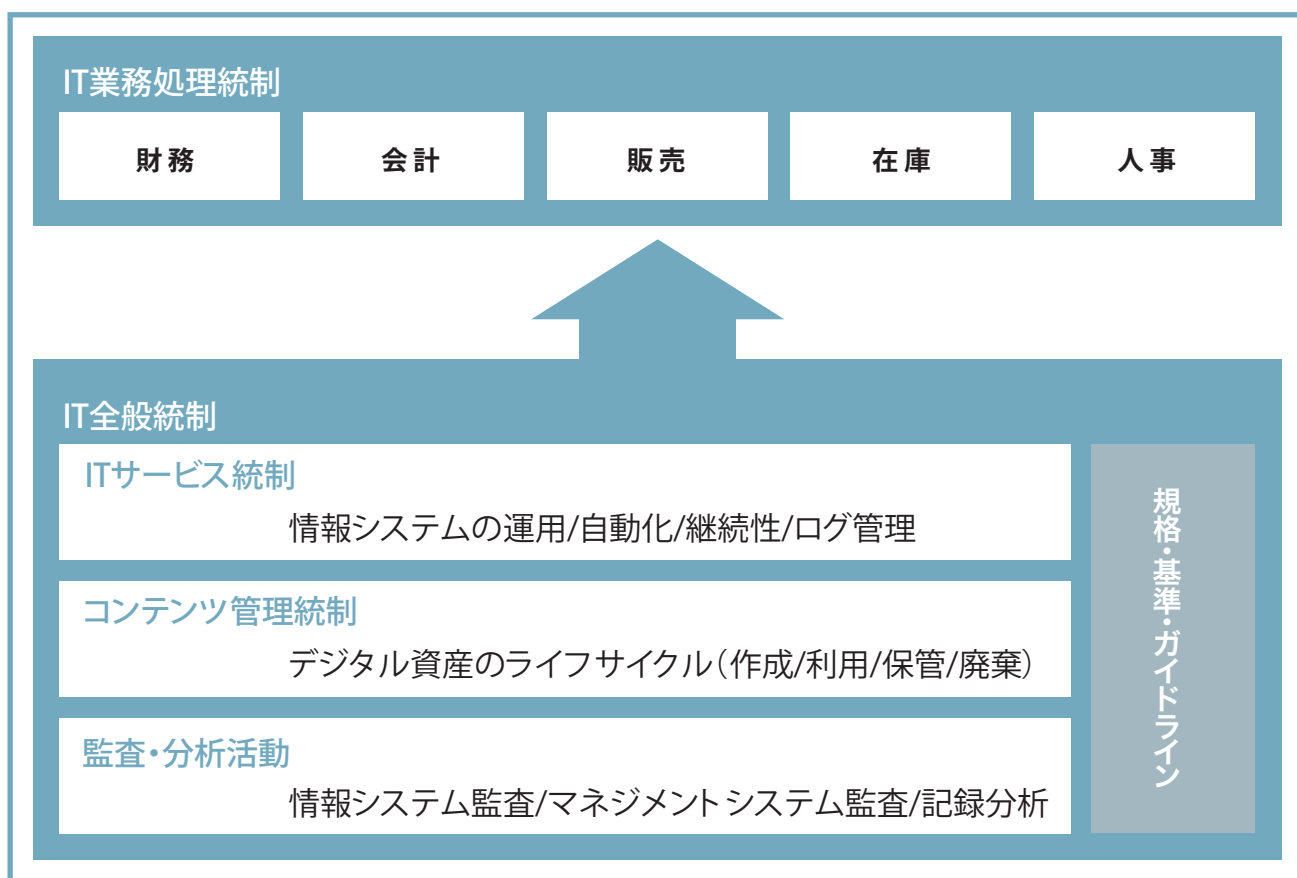 IT業務処理統制
財務
会計
販売
在庫
人事
IT全般統制
ITサービス統制
情報システムの運用/自動化/継続性/ログ管理
コンテンツ管理統制
デジタル資産のライフサイクル(作成/利用/保管/廃棄)
監査・分析活動
情報システム監査/マネジメントシステム監査/記録分析
規格・基準・ガイドライン